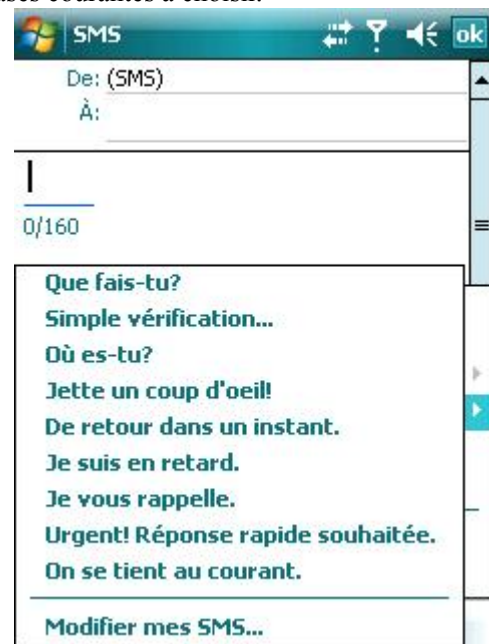 ases courantes à choisir.
SMS
ok
De: (SMS)
À:
0/160
Que fais-tu?
Simple vérification...
Où es-tu?
Jette un coup d'oeil!
De retour dans un instant.
Je suis en retard.
Je vous rappelle.
Urgent! Réponse rapide souhaitée.
On se tient au courant.
Modifier mes SMS...